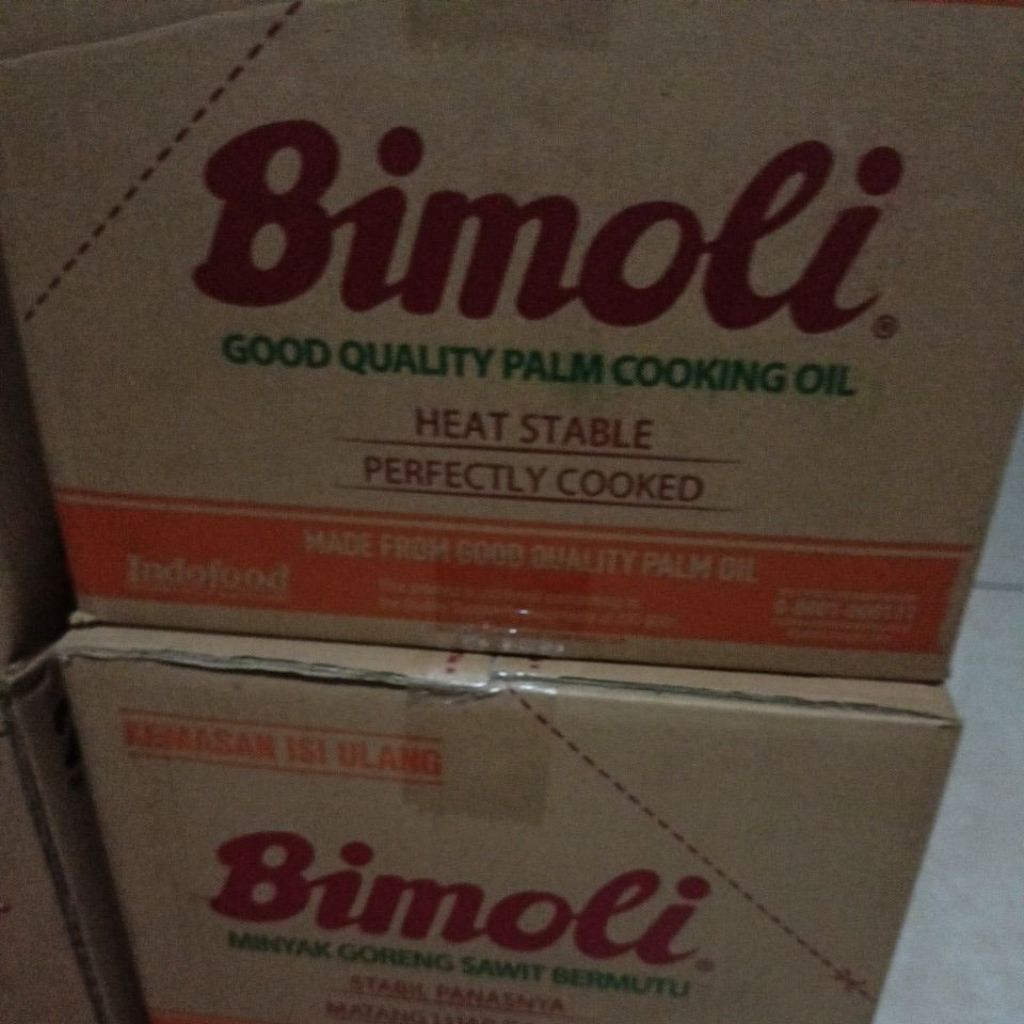 Bimoli®
GOOD QUALITY PALM COOKING OIL
HEAT STABLE
PERFECTLY COOKED
MADE FROM GOOD QUALITY PALM OIL
Indofood
KEMASAN ISI ULANG
Bimoli
MINYAK GORENG SAWIT BERMUTU
STABIL PANASNYA
MATANG